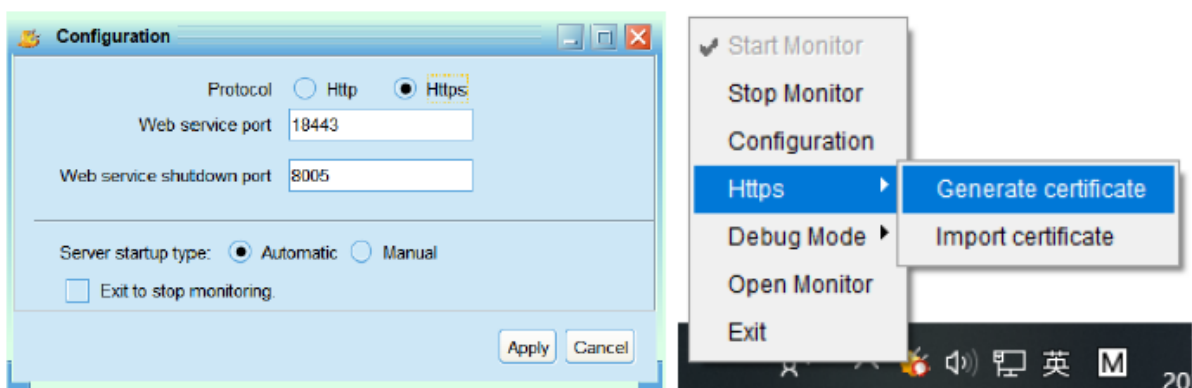 Configuration
Protocol Http Https
Web service port 18443
Web service shutdown port 8005
Server startup type: Automatic Manual
Exit to stop monitoring.
Apply Cancel
Start Monitor
Stop Monitor
Configuration
Https Generate certificate
Debug Mode Import certificate
Open Monitor
Exit
英 M
20